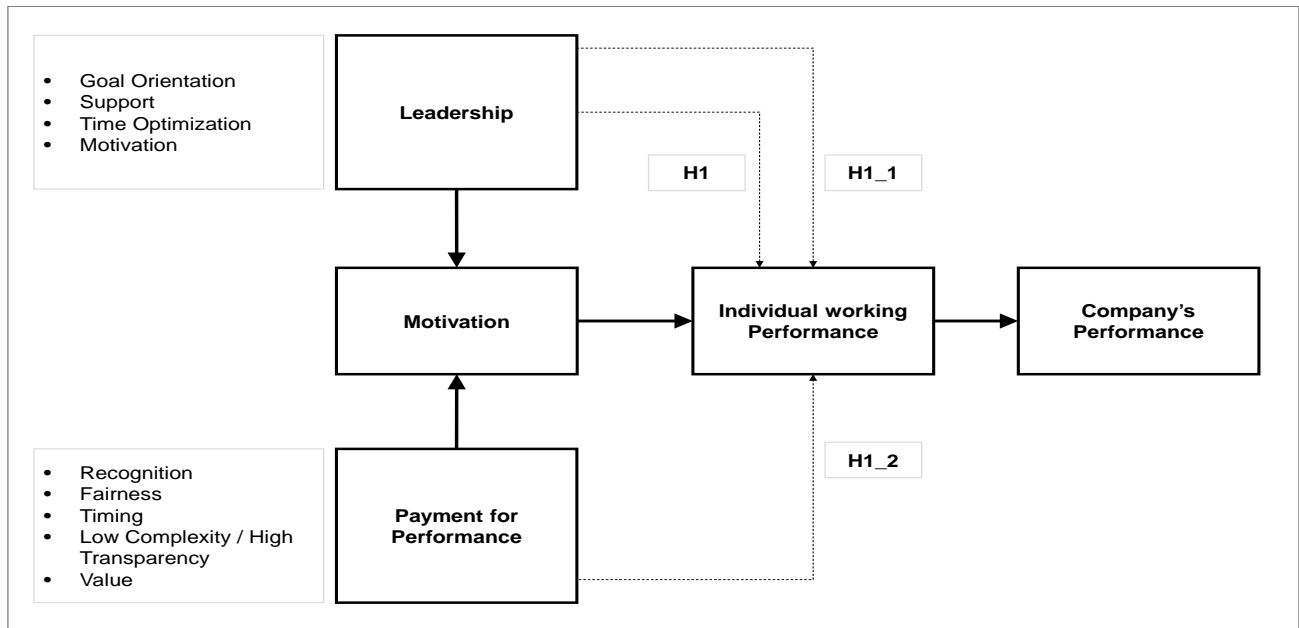 • Goal Orientation
• Support
• Time Optimization
• Motivation
Leadership
H1
H1_1
Motivation
Individual working
Performance
Company’s
Performance
• Recognition
• Fairness
• Timing
• Low Complexity / High
Transparency
• Value
Payment for
Performance
H1_2